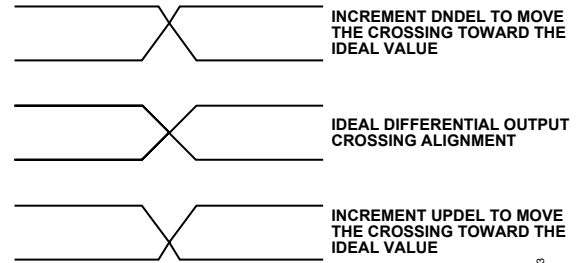 INCREMENT DNDEL TO MOVE
THE CROSSING TOWARD THE
IDEAL VALUE
IDEAL DIFFERENTIAL OUTPUT
CROSSING ALIGNMENT
INCREMENT UPDEL TO MOVE
THE CROSSING TOWARD THE
IDEAL VALUE